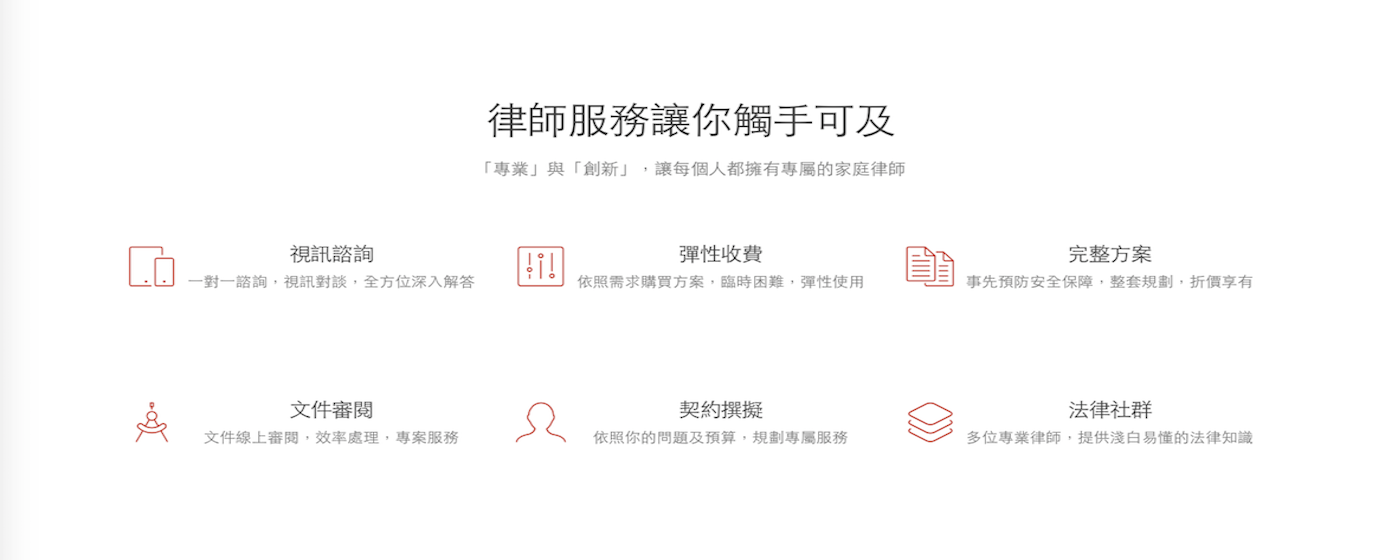 律師服務讓你觸手可及
「專業」與「創新」，讓每個人都擁有專屬的家庭律師
視訊諮詢
一對一諮詢，視訊對談，全方位深入解答
彈性收費
依照需求購買方案，臨時困難，彈性使用
完整方案
事先預防安全保障，整套規劃，折價享有
文件審閱
文件線上審閱，效率處理，專案服務
契約撰擬
依照你的問題及預算，規劃專屬服務
法律社群
多位專業律師，提供淺白易懂的法律知識